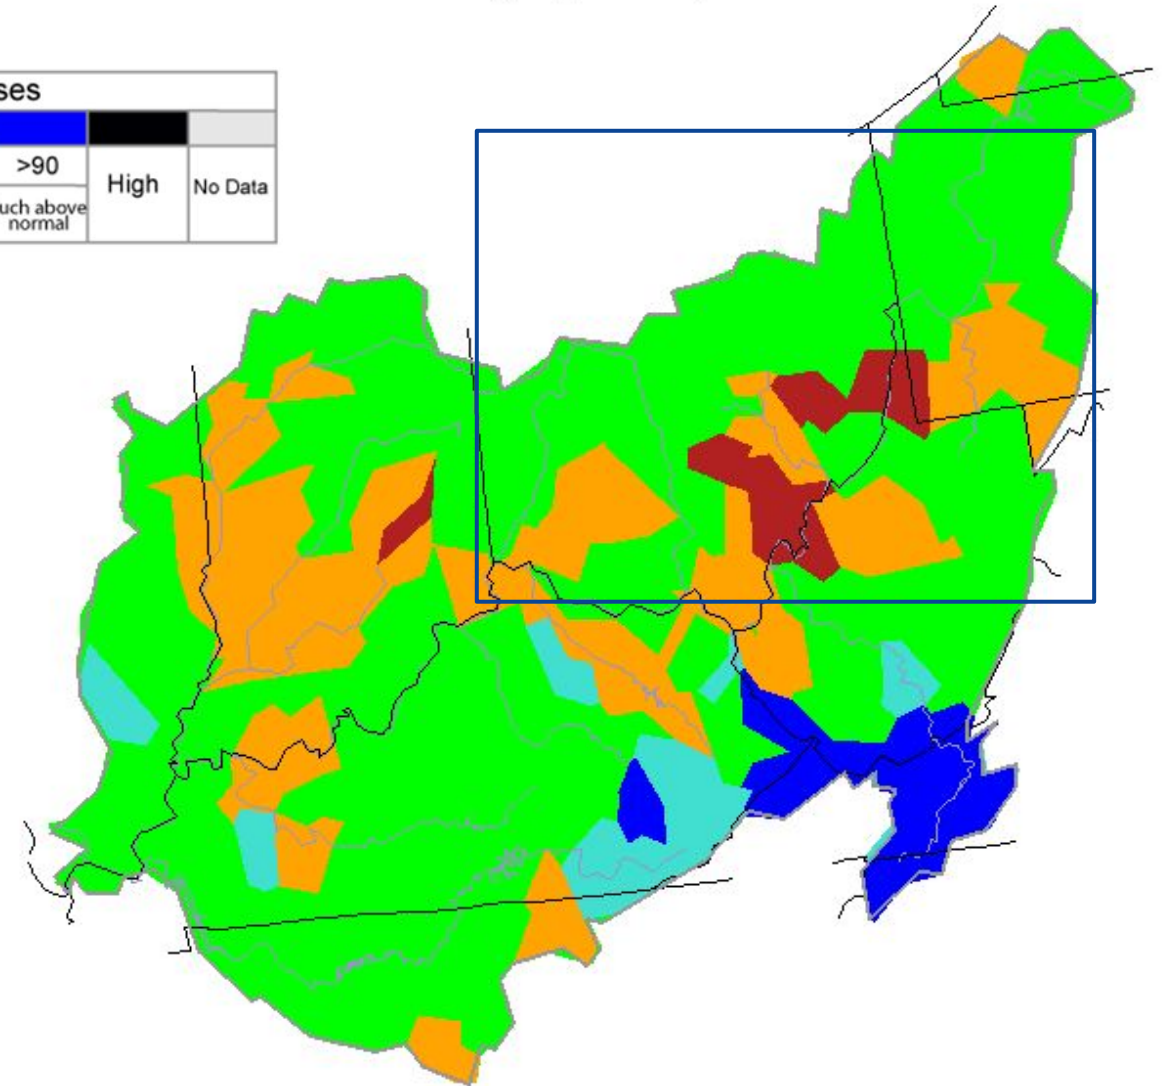 ses
>90
High
No Data
uch above
normal